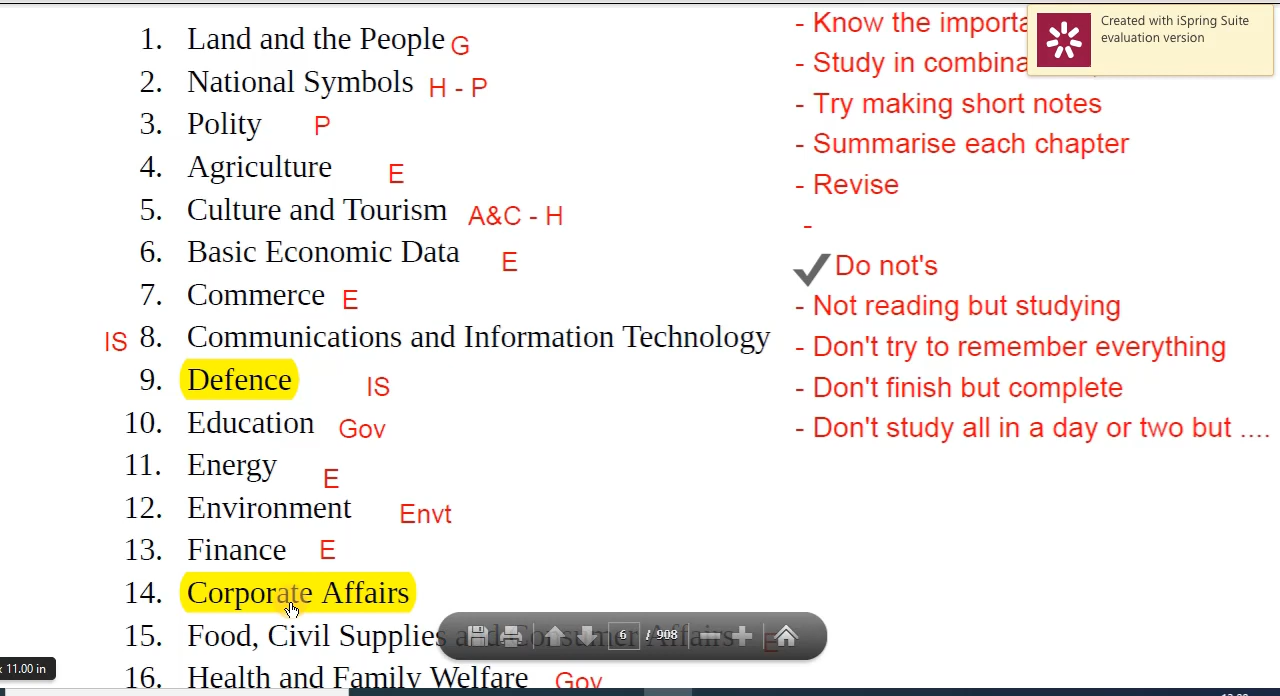 1. Land and the People G
2. National Symbols H - P
3. Polity P
4. Agriculture E
5. Culture and Tourism A&C - H
6. Basic Economic Data E
7. Commerce E
IS 8. Communications and Information Technology
9. Defence IS
10. Education Gov
11. Energy E
12. Environment Envt
13. Finance E
14. Corporate Affairs
15. Food, Civil Supplies and Consumer Affairs E
16. Health and Family Welfare Gov
- Know the
- Study in
- Try making short notes
- Summarise each chapter
- Revise
-
Do not's
- Not reading but studying
- Don't try to remember everything
- Don't finish but complete
- Don't study all in a day or two but ....
Created with iSpring Suite
evaluation version
6 / 908
x 11.00 in